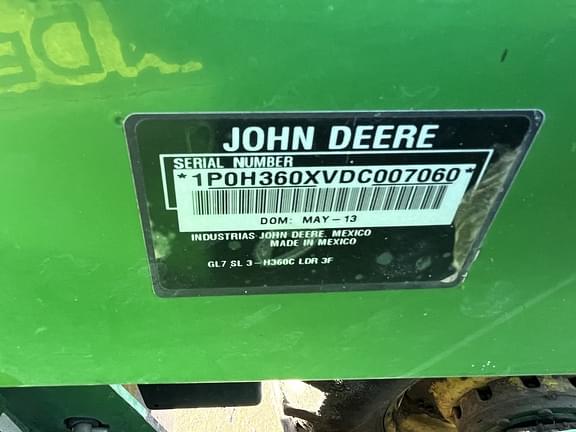 JOHN DEERE
SERIAL NUMBER
*1P0H360XVDC007060*
DOM: MAY-13
INDUSTRIAS JOHN DEERE, MEXICO
MADE IN MEXICO
GL7 SL 3-H360C LDR 3F